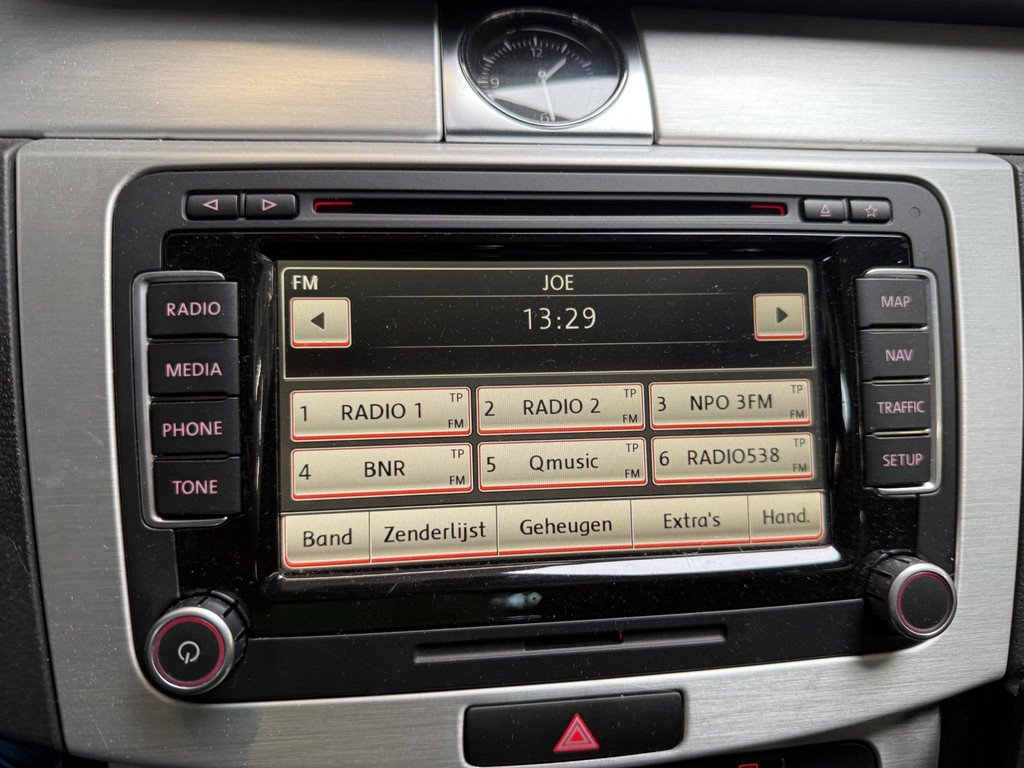 12
9
FM JOE
13:29
RADIO
MEDIA
PHONE
TONE
1 RADIO 1 TP FM
2 RADIO 2 TP FM
3 NPO 3FM TP FM
4 BNR TP FM
5 Qmusic TP FM
6 RADIO538 TP FM
Band Zenderlijst Geheugen Extra's Hand.
MAP
NAV
TRAFFIC
SETUP